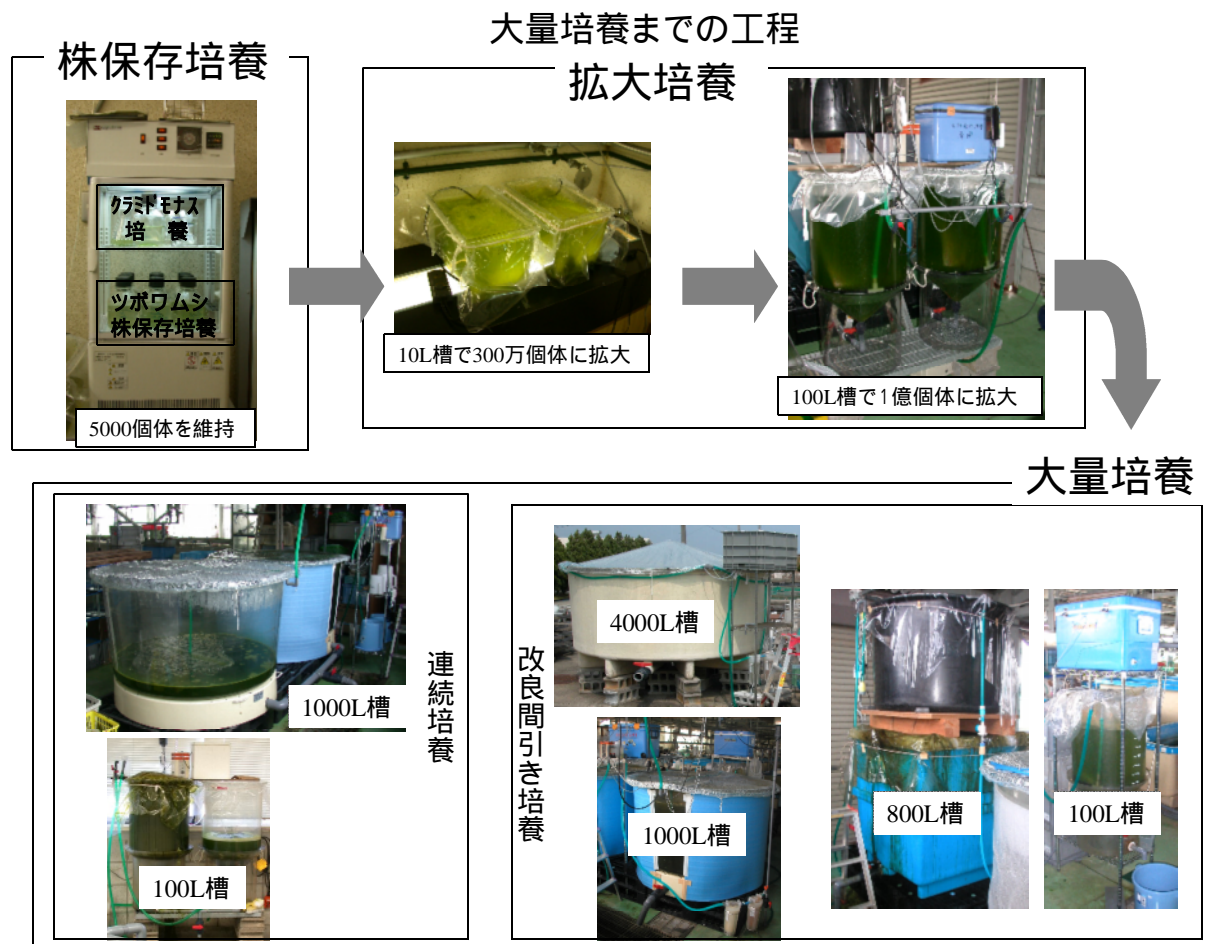 大量培養までの工程
株保存培養
拡大培養
クラミドモナス
培 養
ツボワムシ
株保存培養
5000個体を維持
10L槽で300万個体に拡大
100L槽で1億個体に拡大
大量培養
連続培養
1000L槽
100L槽
改良間引き培養
4000L槽
1000L槽
800L槽
100L槽